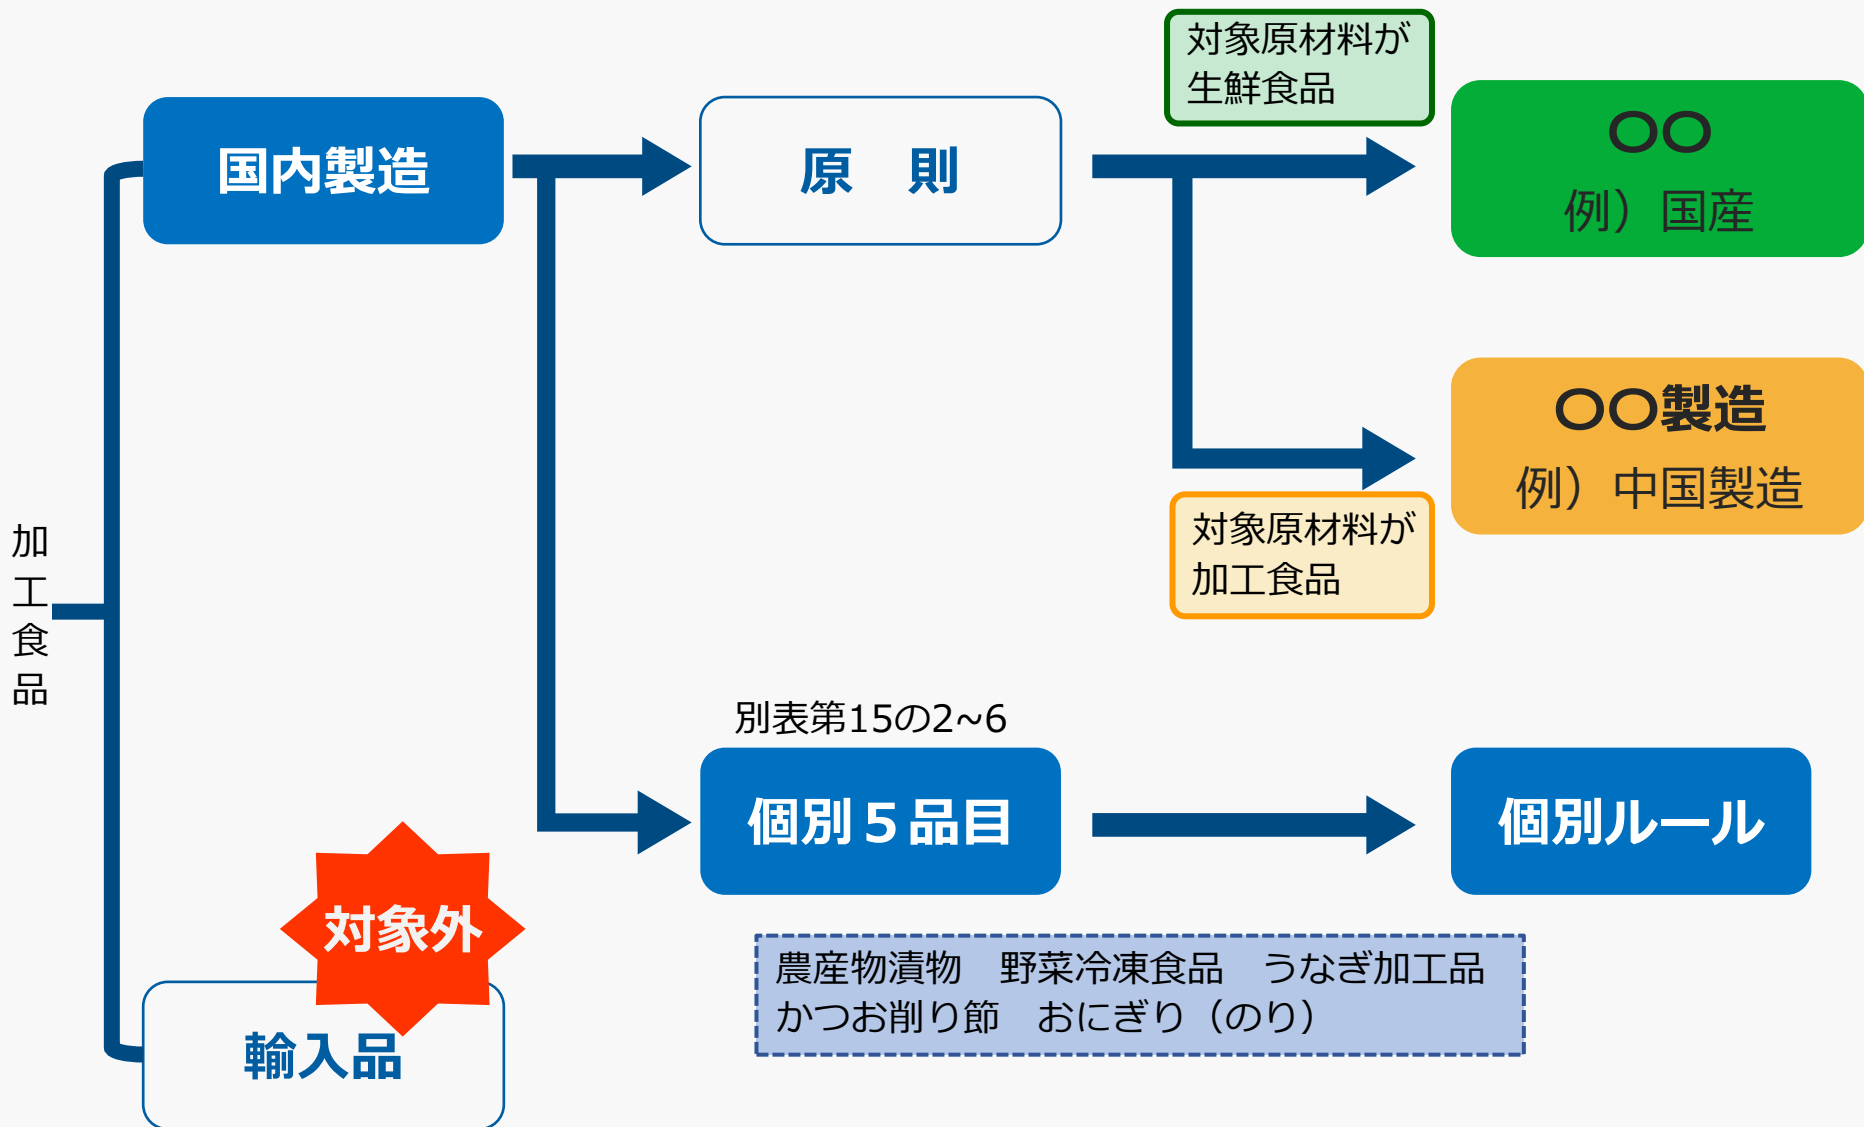 加工食品
国内製造
原　則
対象原材料が
生鮮食品
〇〇
例）国産
対象原材料が
加工食品
〇〇製造
例）中国製造
別表第15の2~6
個別５品目
個別ルール
農産物漬物　野菜冷凍食品　うなぎ加工品
かつお削り節　おにぎり（のり）
対象外
輸入品